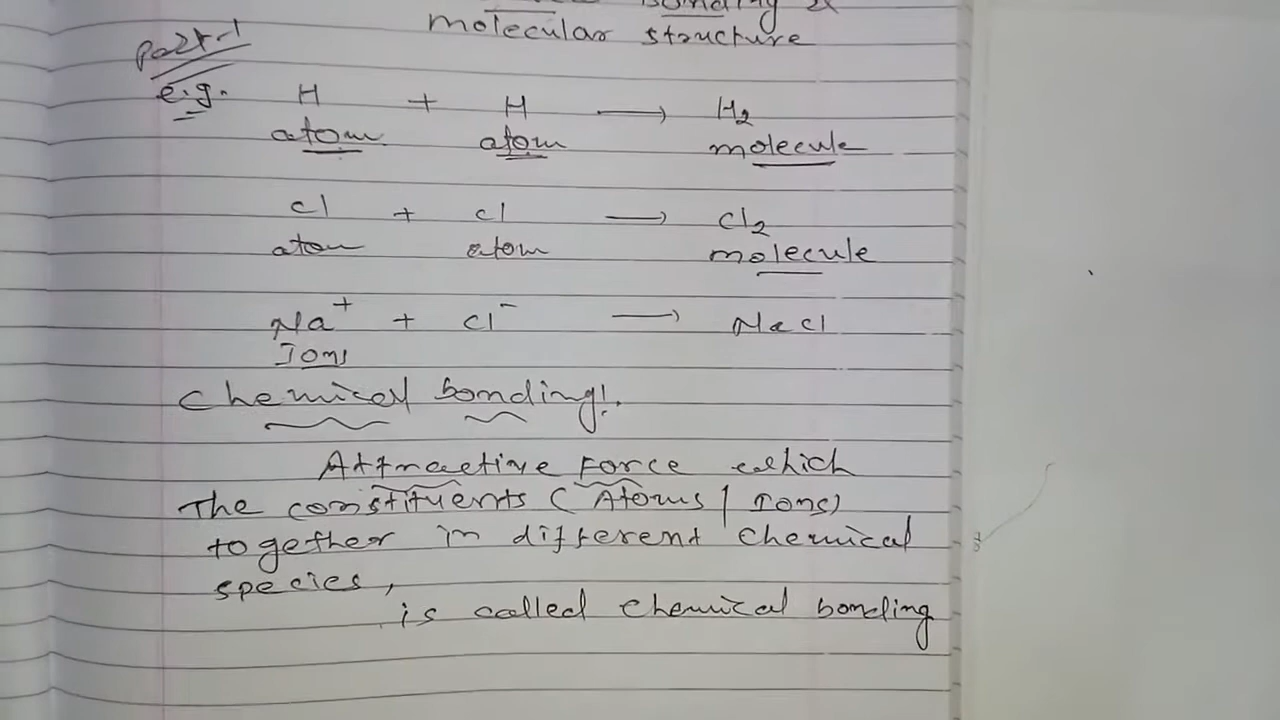 bonding &
molecular structure
Part-1
e.g. H + H ⟶ H₂
atom atom molecule
Cl + Cl ⟶ Cl₂
atom atom molecule
Na⁺ + Cl⁻ ⟶ NaCl
Ions
Chemical bonding:
Attractive Force which
The constituents (Atoms / Ions)
together in different chemical
species,
is called chemical bonding